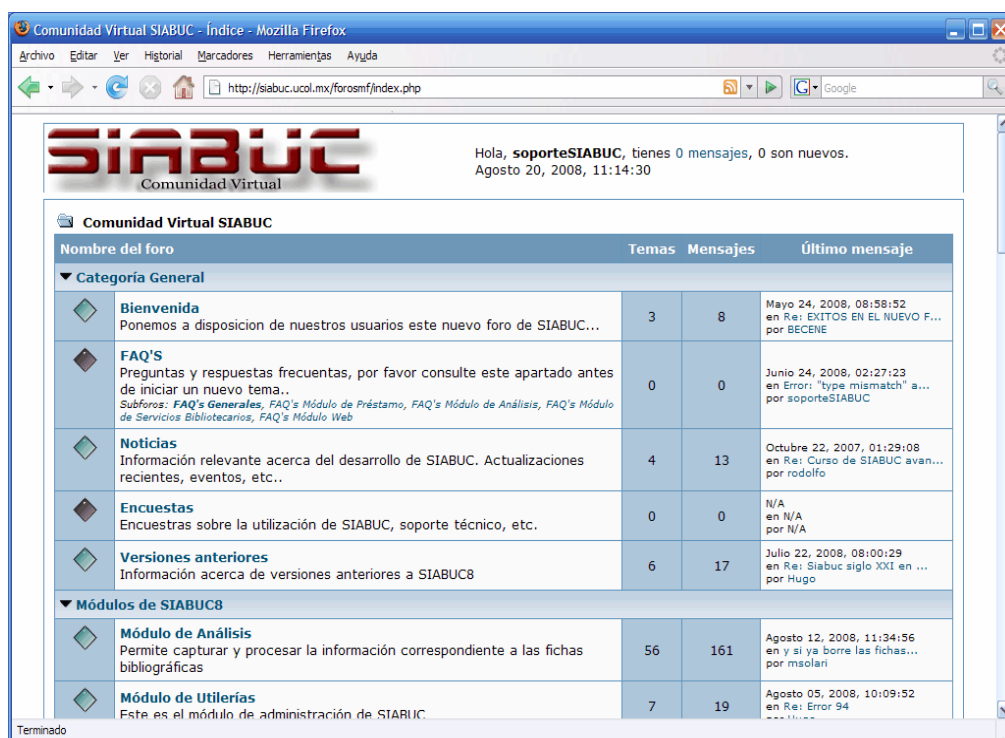 Comunidad Virtual SIABUC - Índice - Mozilla Firefox
Archivo Editar Ver Historial Marcadores Herramientas Ayuda
http://siabuc.ucol.mx/forosmf/index.php
G Google
SIABUC
Comunidad Virtual
Hola, soporteSIABUC, tienes 0 mensajes, 0 son nuevos.
Agosto 20, 2008, 11:14:30
Comunidad Virtual SIABUC
Nombre del foro Temas Mensajes Último mensaje
Categoría General
Bienvenida
Ponemos a disposicion de nuestros usuarios este nuevo foro de SIABUC...
3 8
Mayo 24, 2008, 08:58:52
en Re: EXITOS EN EL NUEVO F...
por BECENE
FAQ'S
Preguntas y respuestas frecuentas, por favor consulte este apartado antes
de iniciar un nuevo tema..
Subforos: FAQ's Generales, FAQ's Módulo de Préstamo, FAQ's Módulo de Análisis, FAQ's Módulo
de Servicios Bibliotecarios, FAQ's Módulo Web
0 0
Junio 24, 2008, 02:27:23
en Error: "type mismatch" a...
por soporteSIABUC
Noticias
Información relevante acerca del desarrollo de SIABUC. Actualizaciones
recientes, eventos, etc..
4 13
Octubre 22, 2007, 01:29:08
en Re: Curso de SIABUC avan...
por rodolfo
Encuestas
Encuestras sobre la utilización de SIABUC, soporte técnico, etc.
0 0
N/A
en N/A
por N/A
Versiones anteriores
Información acerca de versiones anteriores a SIABUC8
6 17
Julio 22, 2008, 08:00:29
en Re: Siabuc siglo XXI en ...
por Hugo
Módulos de SIABUC8
Módulo de Análisis
Permite capturar y procesar la información correspondiente a las fichas
bibliográficas
56 161
Agosto 12, 2008, 11:34:56
en y si ya borre las fichas...
por msolari
Módulo de Utilerías
Este es el módulo de administración de SIABUC
7 19
Agosto 05, 2008, 10:09:52
en Re: Error 94
Terminado